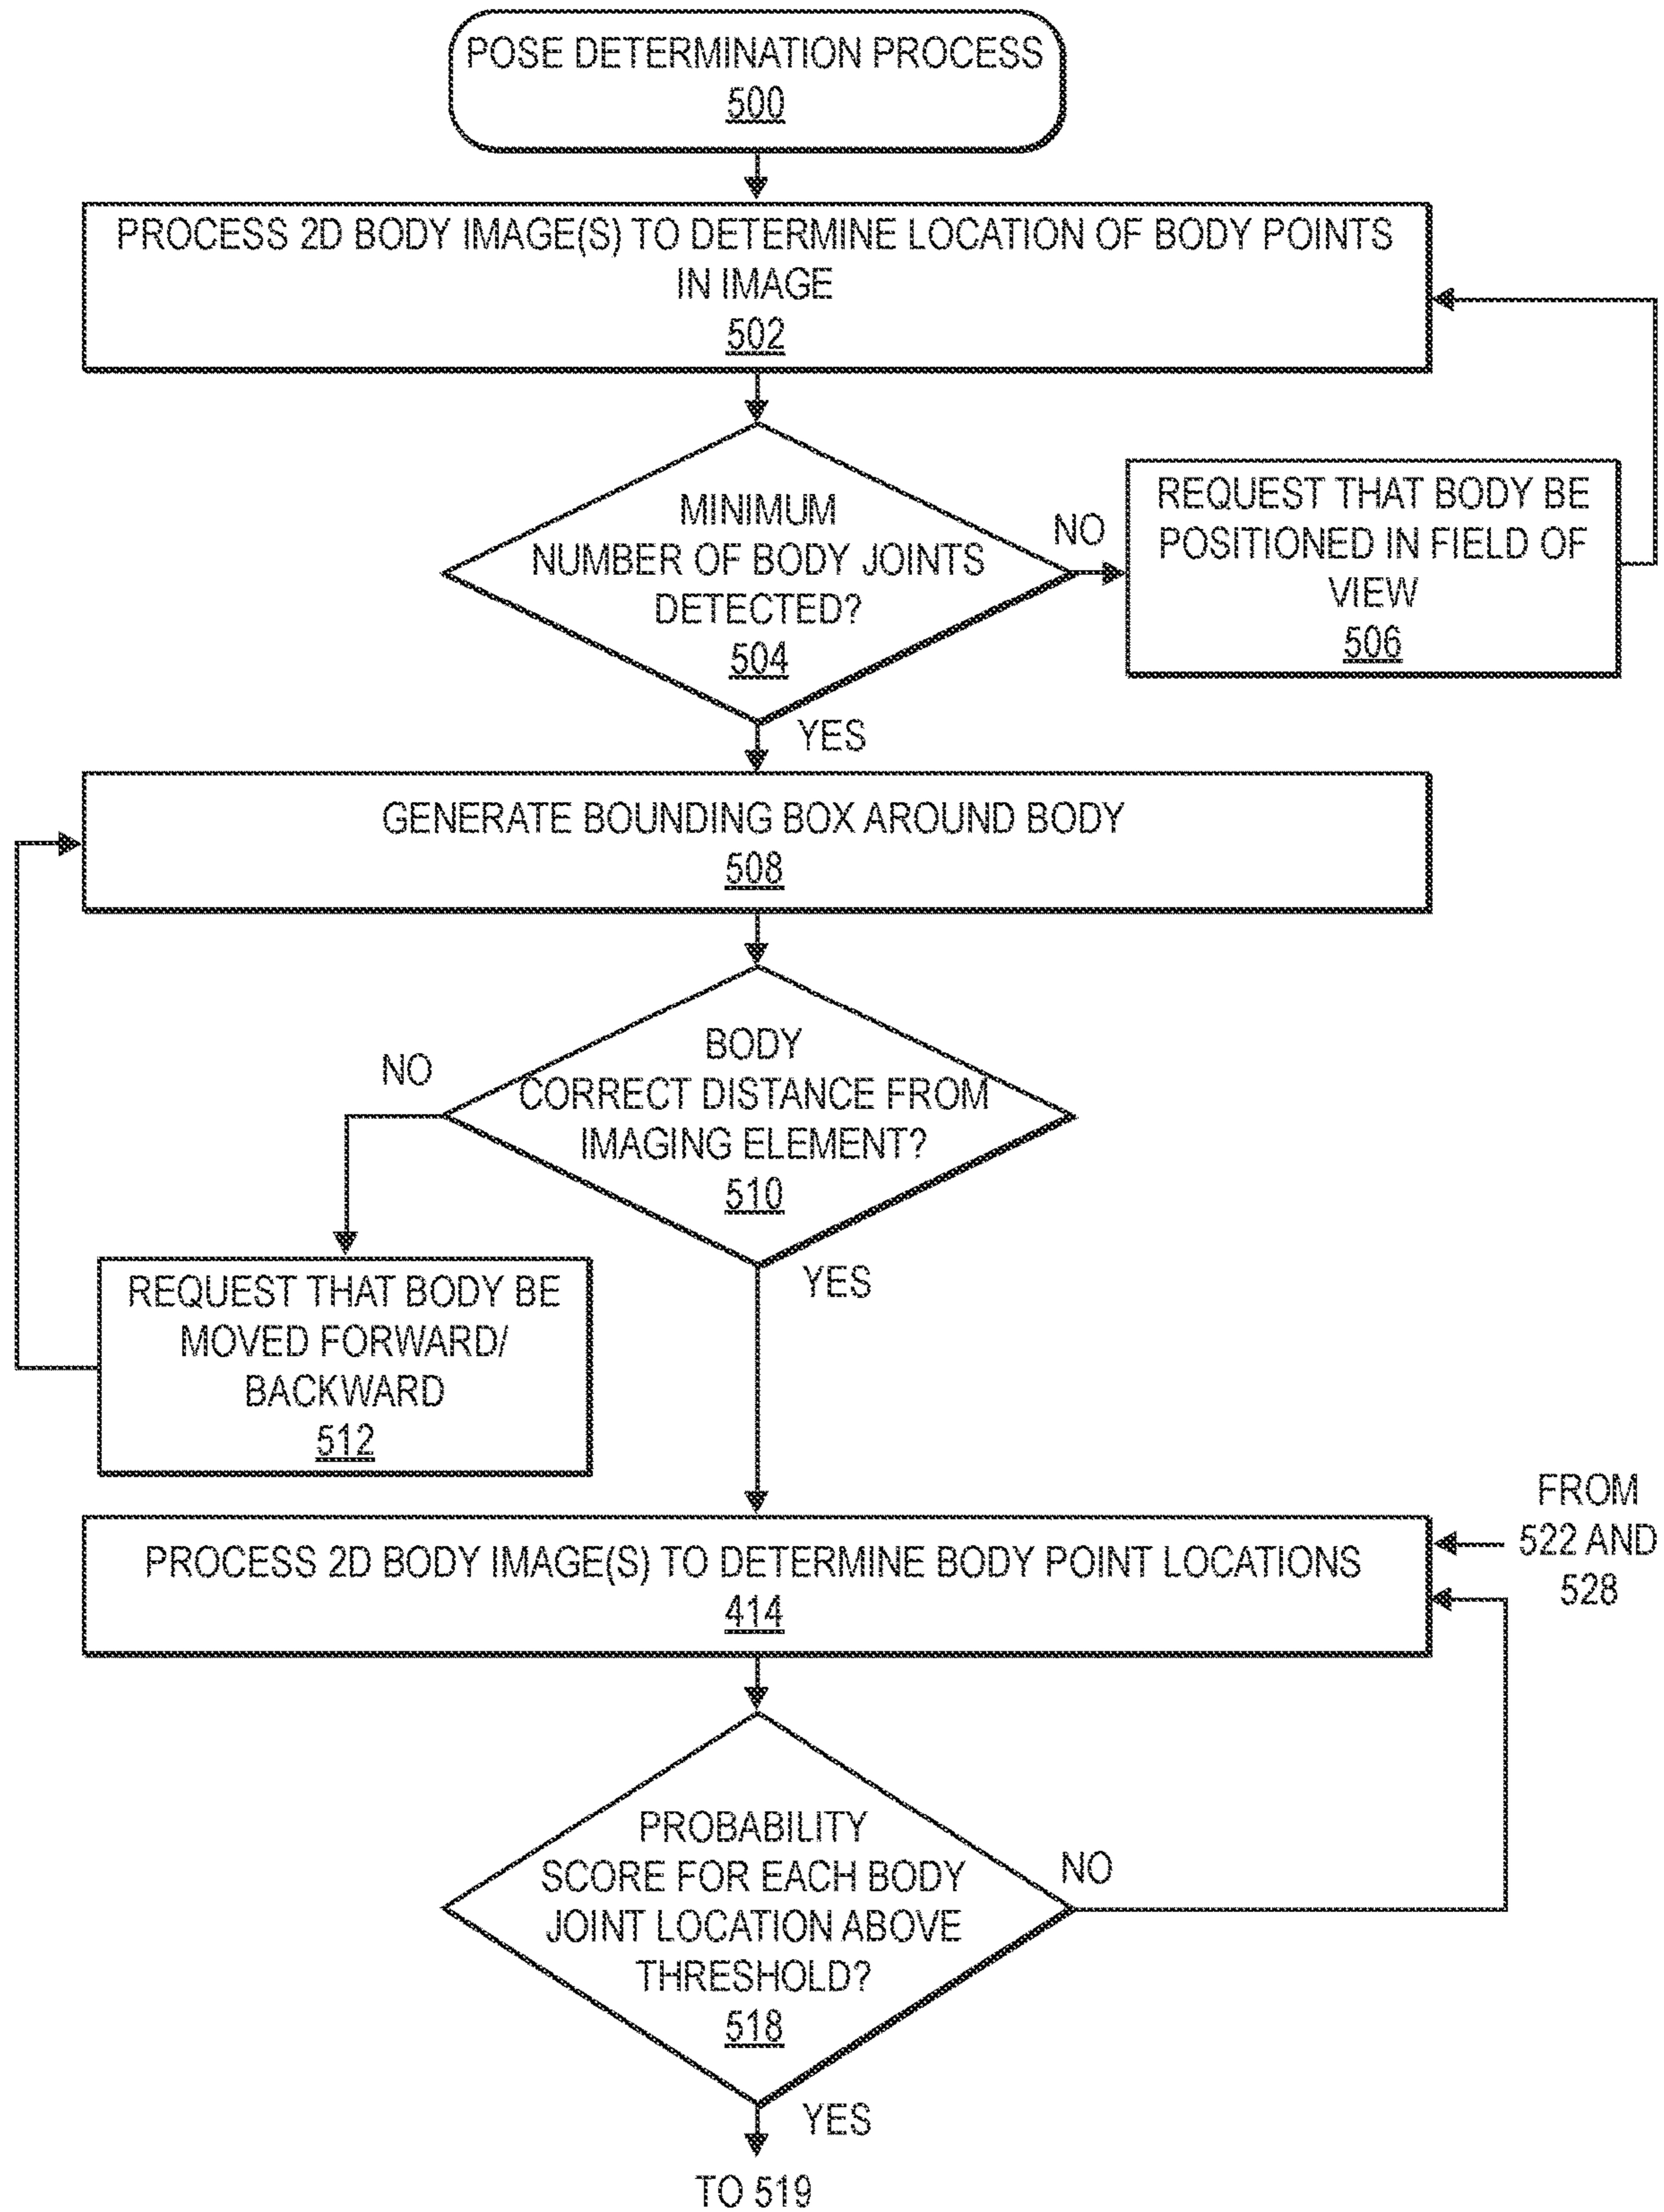 POSE DETERMINATION PROCESS
500
PROCESS 2D BODY IMAGE(S) TO DETERMINE LOCATION OF BODY POINTS
IN IMAGE
502
MINIMUM
NUMBER OF BODY JOINTS
DETECTED?
504
NO
REQUEST THAT BODY BE
POSITIONED IN FIELD OF
VIEW
506
YES
GENERATE BOUNDING BOX AROUND BODY
508
BODY
CORRECT DISTANCE FROM
IMAGING ELEMENT?
510
NO
YES
REQUEST THAT BODY BE
MOVED FORWARD/
BACKWARD
512
FROM
522 AND
528
PROCESS 2D BODY IMAGE(S) TO DETERMINE BODY POINT LOCATIONS
414
PROBABILITY
SCORE FOR EACH BODY
JOINT LOCATION ABOVE
THRESHOLD?
518
NO
YES
TO 519